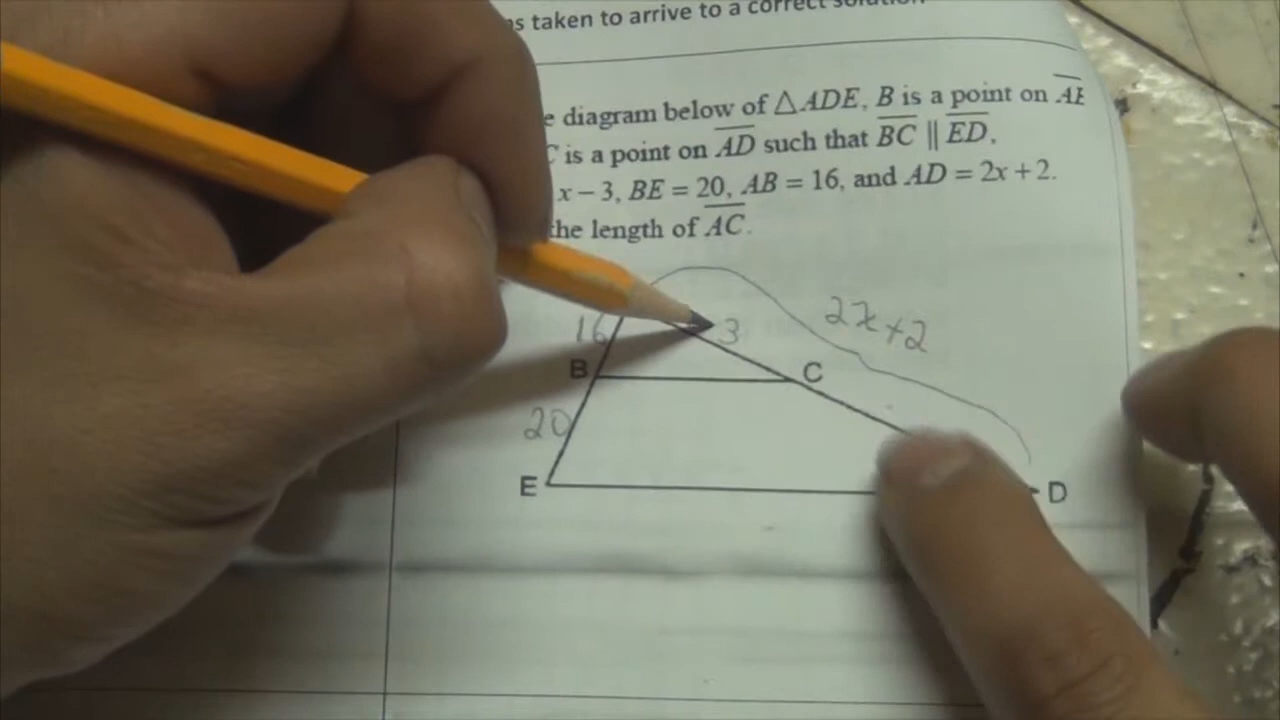 taken to arrive to a correct
diagram below of △ADE, B is a point on
is a point on AD such that BC ∥ ED,
x − 3, BE = 20, AB = 16, and AD = 2x + 2.
the length of AC.
2x+2
16
3
B
C
20
E
D